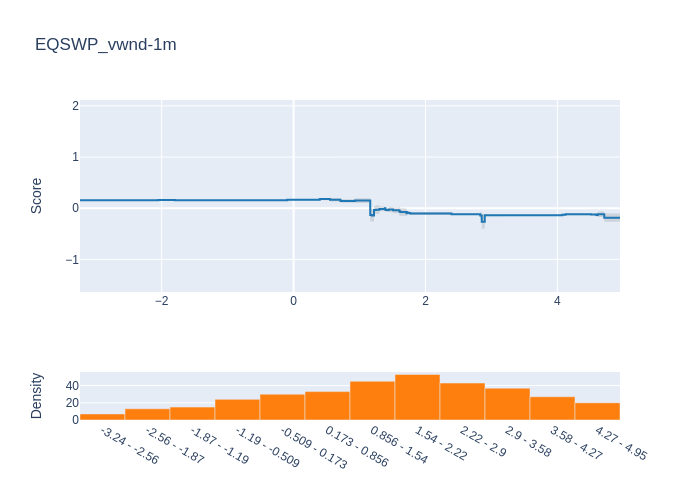 EQSWP_vwnd-1m
2
1
0
−1
Score
−2
0
2
4
40
20
0
Density
-3.24 - -2.56
-2.56 - -1.87
-1.87 - -1.19
-1.19 - -0.509
-0.509 - 0.173
0.173 - 0.856
0.856 - 1.54
1.54 - 2.22
2.22 - 2.9
2.9 - 3.58
3.58 - 4.27
4.27 - 4.95